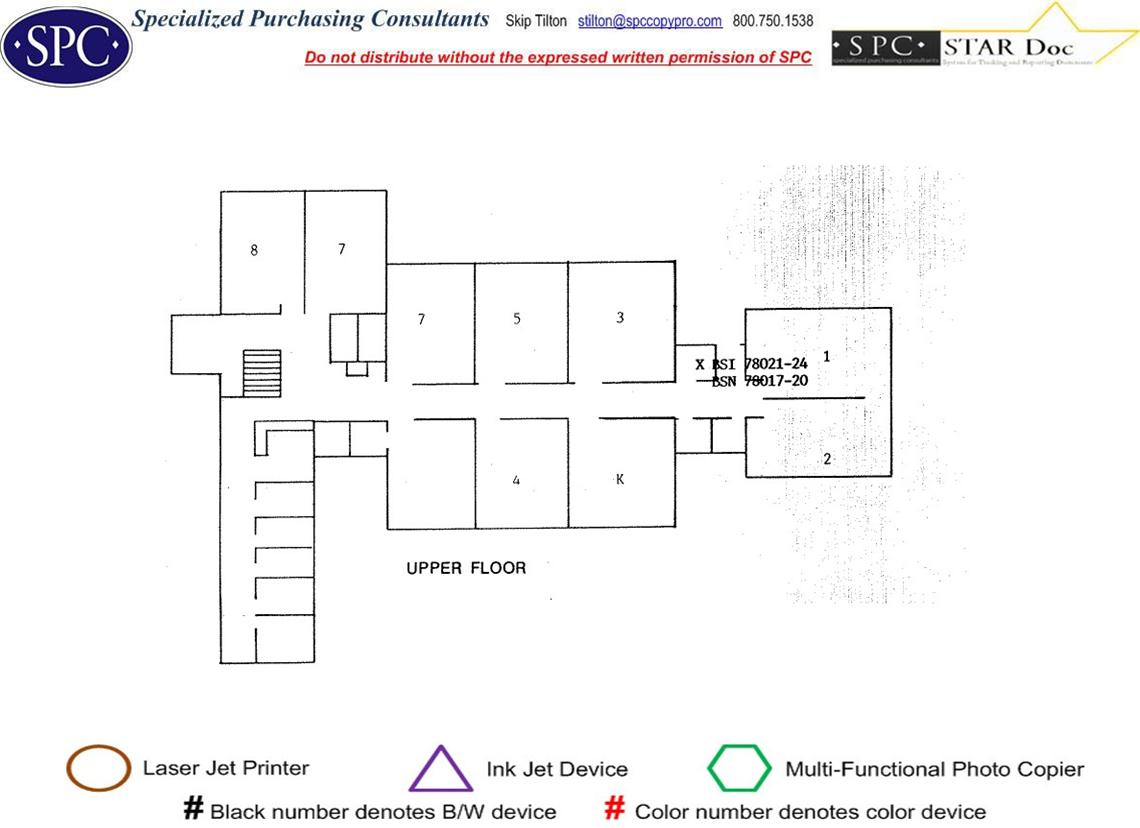 Specialized Purchasing Consultants Skip Tilton stilton@spccopypro.com 800.750.1538
·SPC·
Do not distribute without the expressed written permission of SPC
·SPC· STAR Doc
specialized purchasing consultants System for Tracking and Reporting Documents
8 7
7 5 3
1
X BSI 78021-24
BSN 78017-20
2
4 K
UPPER FLOOR
Laser Jet Printer Ink Jet Device Multi-Functional Photo Copier
# Black number denotes B/W device # Color number denotes color device